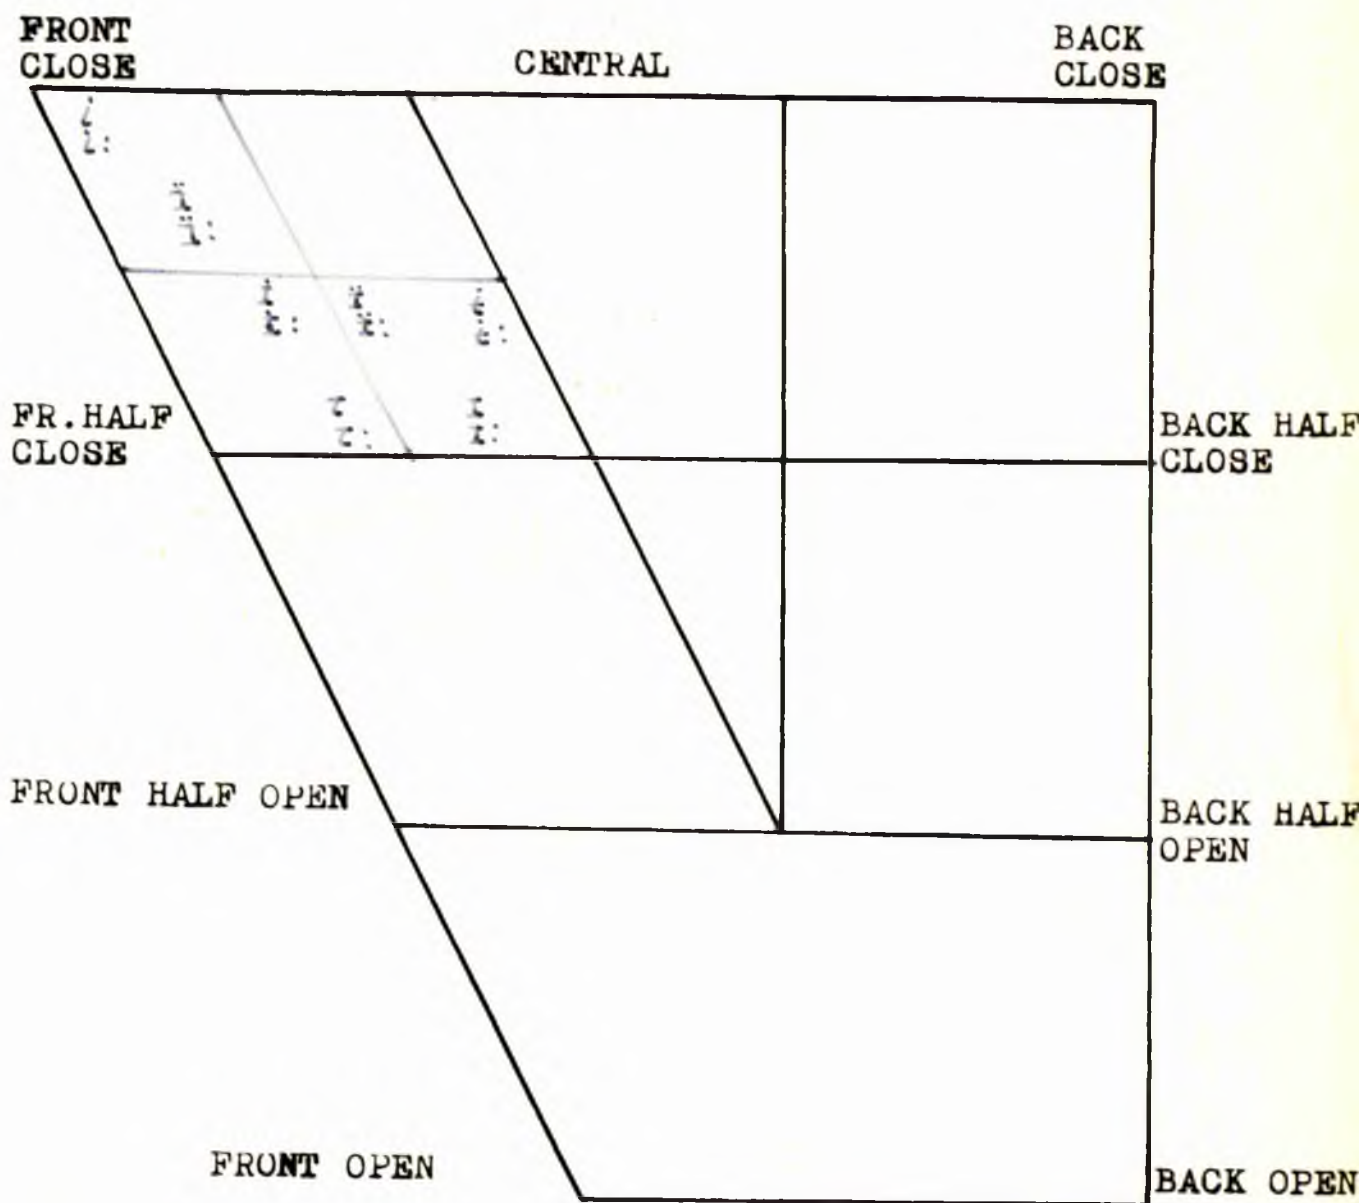 FRONT
CLOSE
CENTRAL
BACK
CLOSE
i
i:
FR.HALF
CLOSE
BACK HALF
CLOSE
FRONT HALF OPEN
BACK HALF
OPEN
FRONT OPEN
BACK OPEN